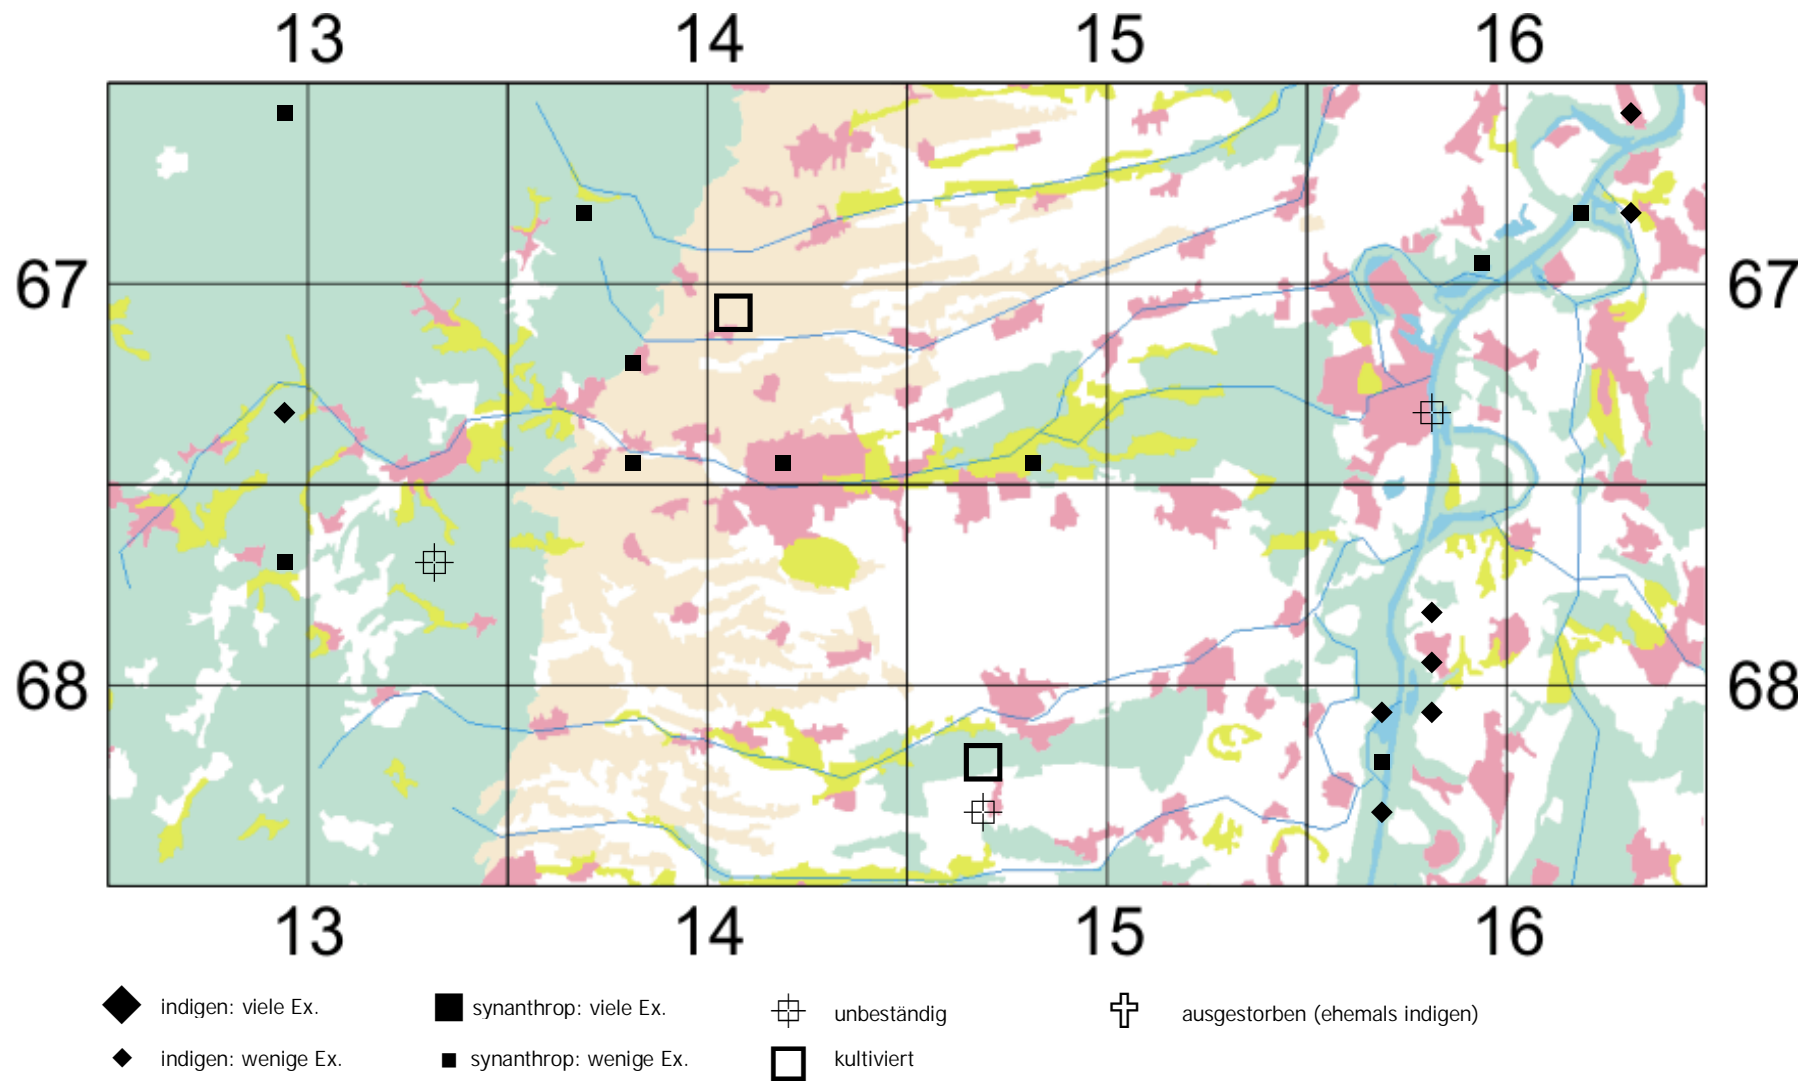 13 14 15 16
67 67
68 68
13 14 15 16
indigen: viele Ex. synanthrop: viele Ex. unbeständig ausgestorben (ehemals indigen)
indigen: wenige Ex. synanthrop: wenige Ex. kultiviert